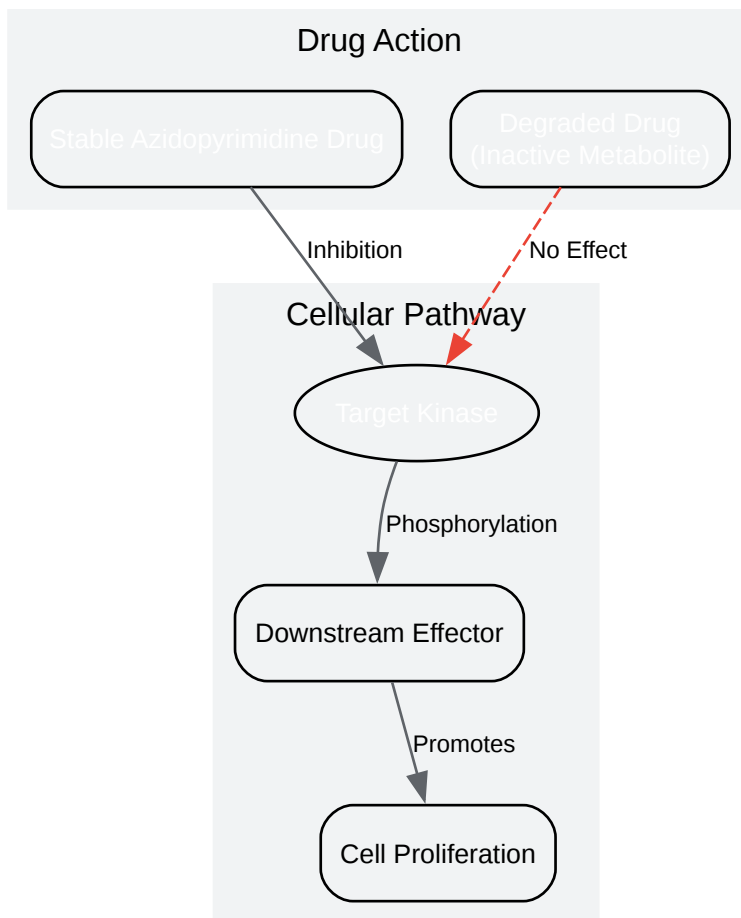 Drug Action
Stable Azidopyrimidine Drug
Degraded Drug
(Inactive Metabolite)
Inhibition
No Effect
Cellular Pathway
Target Kinase
Phosphorylation
Downstream Effector
Promotes
Cell Proliferation